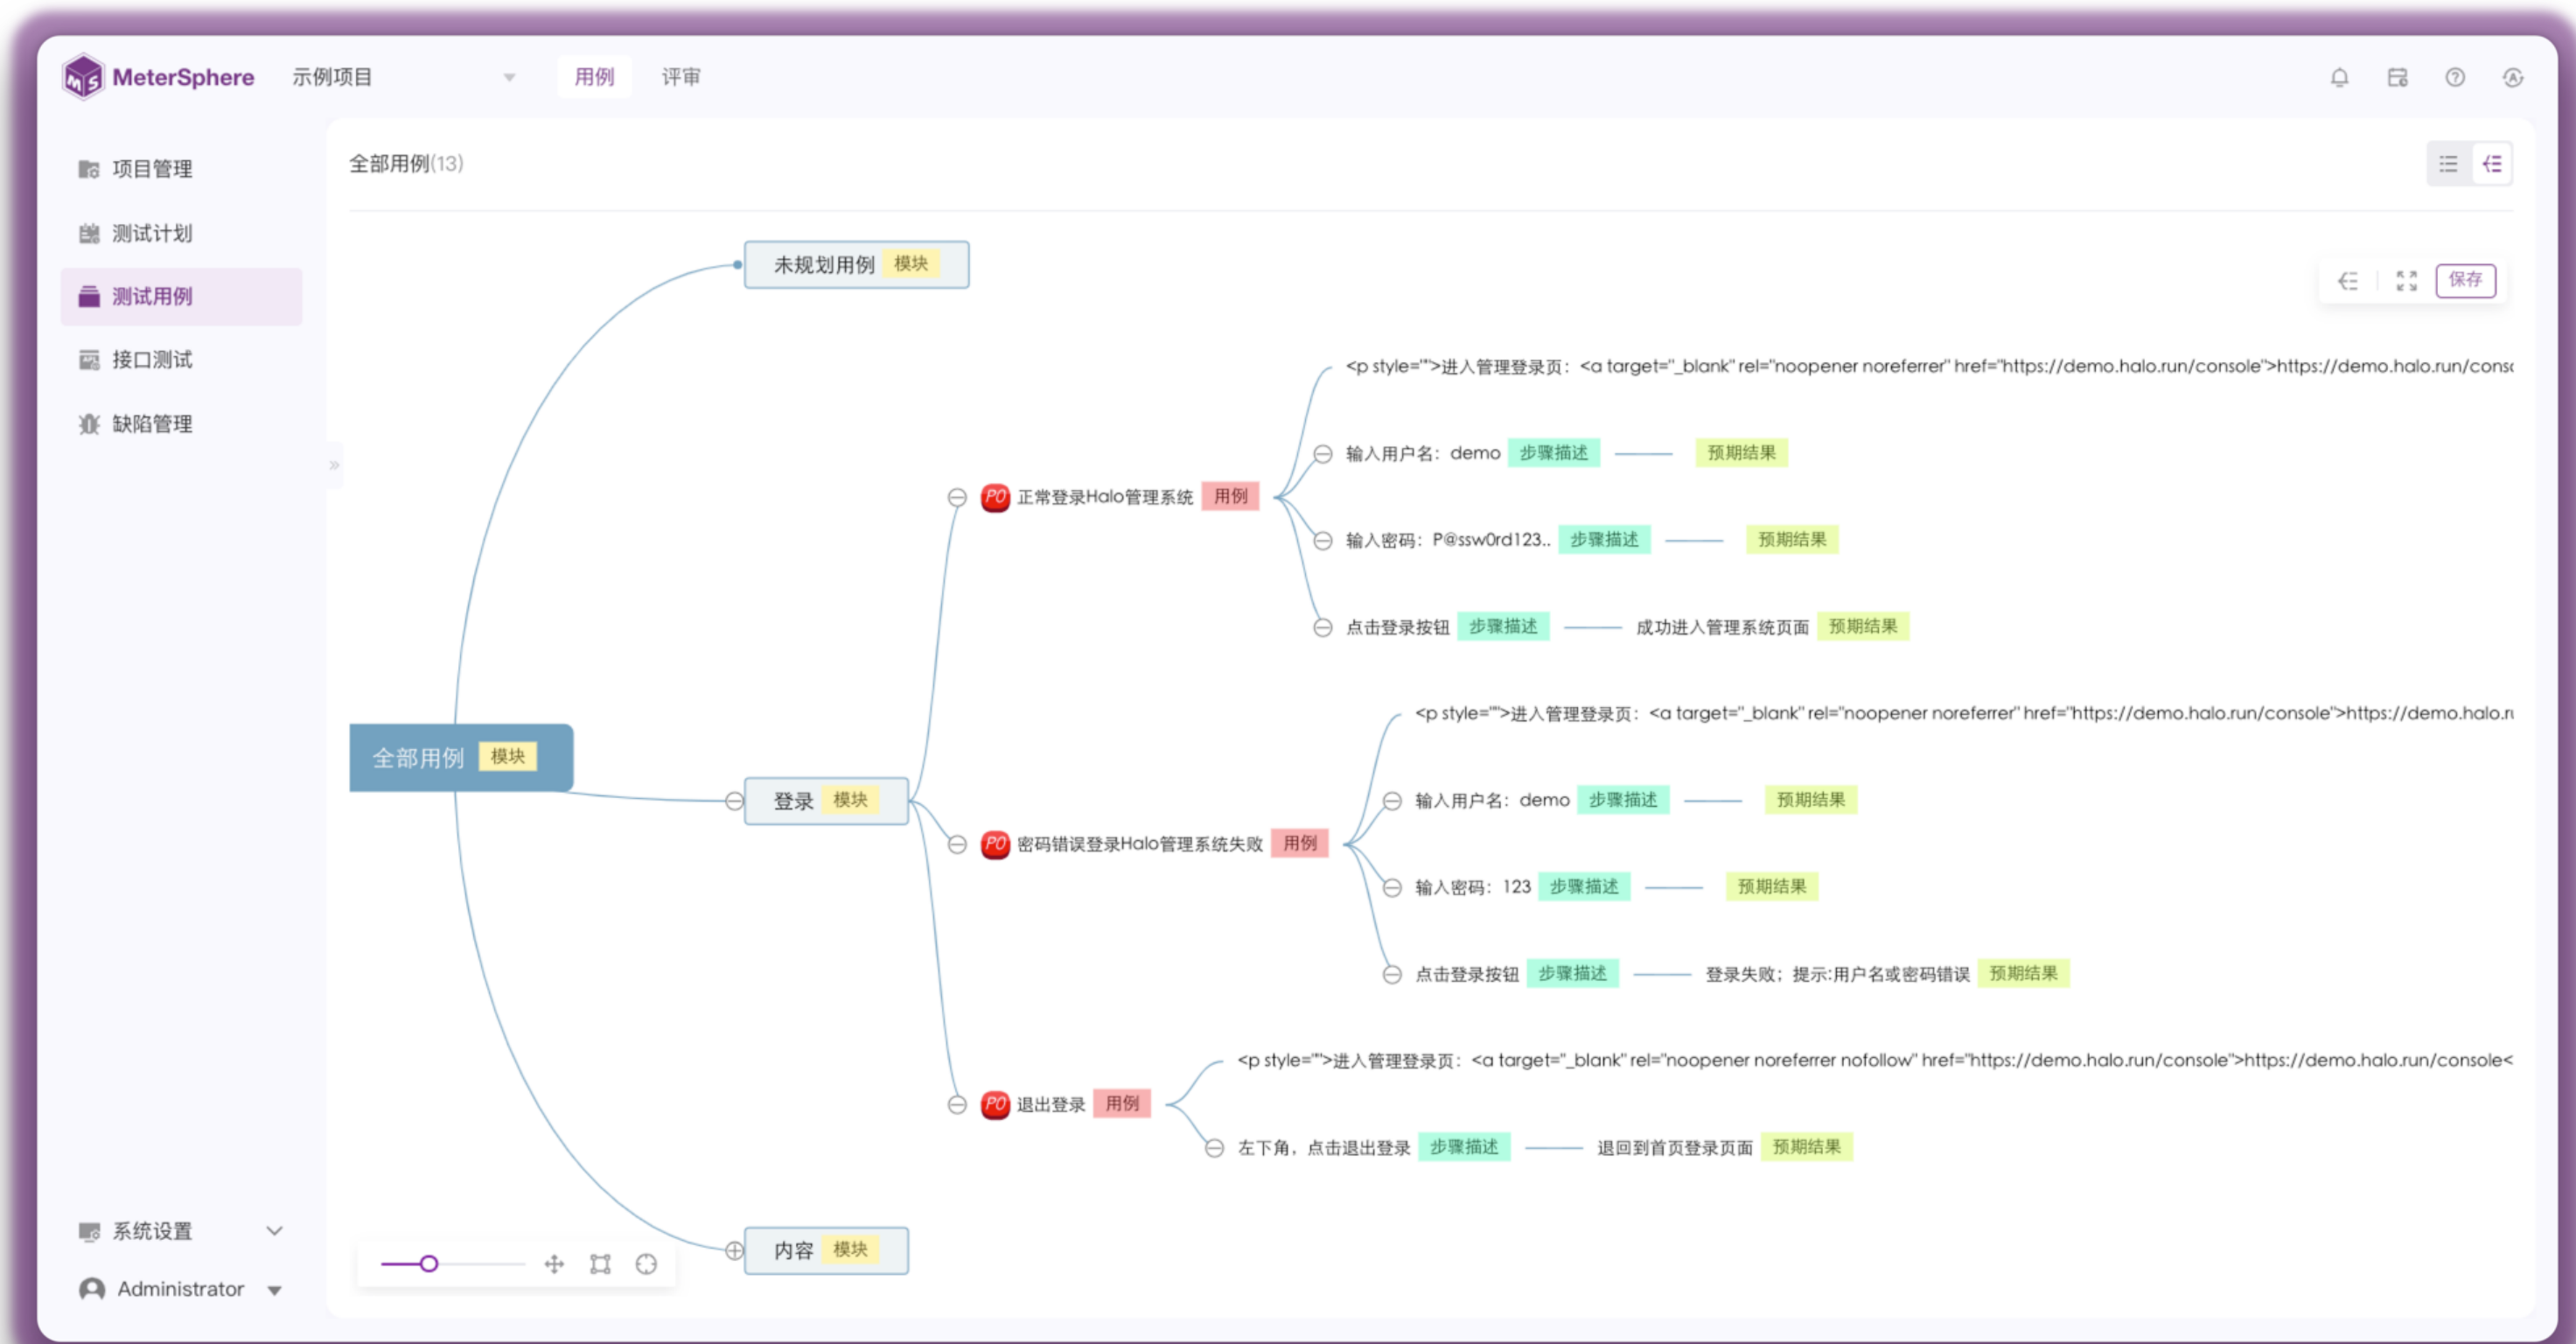 MeterSphere 示例项目 用例 评审
项目管理
测试计划
测试用例
接口测试
缺陷管理
系统设置
Administrator
全部用例(13)
保存
未规划用例 模块
<p style="">进入管理登录页：<a target="_blank" rel="noopener noreferrer" href="https://demo.halo.run/console">https://demo.halo.run/consc
输入用户名：demo 步骤描述 预期结果
P0 正常登录Halo管理系统 用例
输入密码：P@ssw0rd123.. 步骤描述 预期结果
点击登录按钮 步骤描述 成功进入管理系统页面 预期结果
<p style="">进入管理登录页：<a target="_blank" rel="noopener noreferrer" href="https://demo.halo.run/console">https://demo.halo.ru
全部用例 模块
登录 模块
输入用户名：demo 步骤描述 预期结果
P0 密码错误登录Halo管理系统失败 用例
输入密码：123 步骤描述 预期结果
点击登录按钮 步骤描述 登录失败；提示:用户名或密码错误 预期结果
<p style="">进入管理登录页：<a target="_blank" rel="noopener noreferrer nofollow" href="https://demo.halo.run/console">https://demo.halo.run/console<
P0 退出登录 用例
左下角，点击退出登录 步骤描述 退回到首页登录页面 预期结果
内容 模块